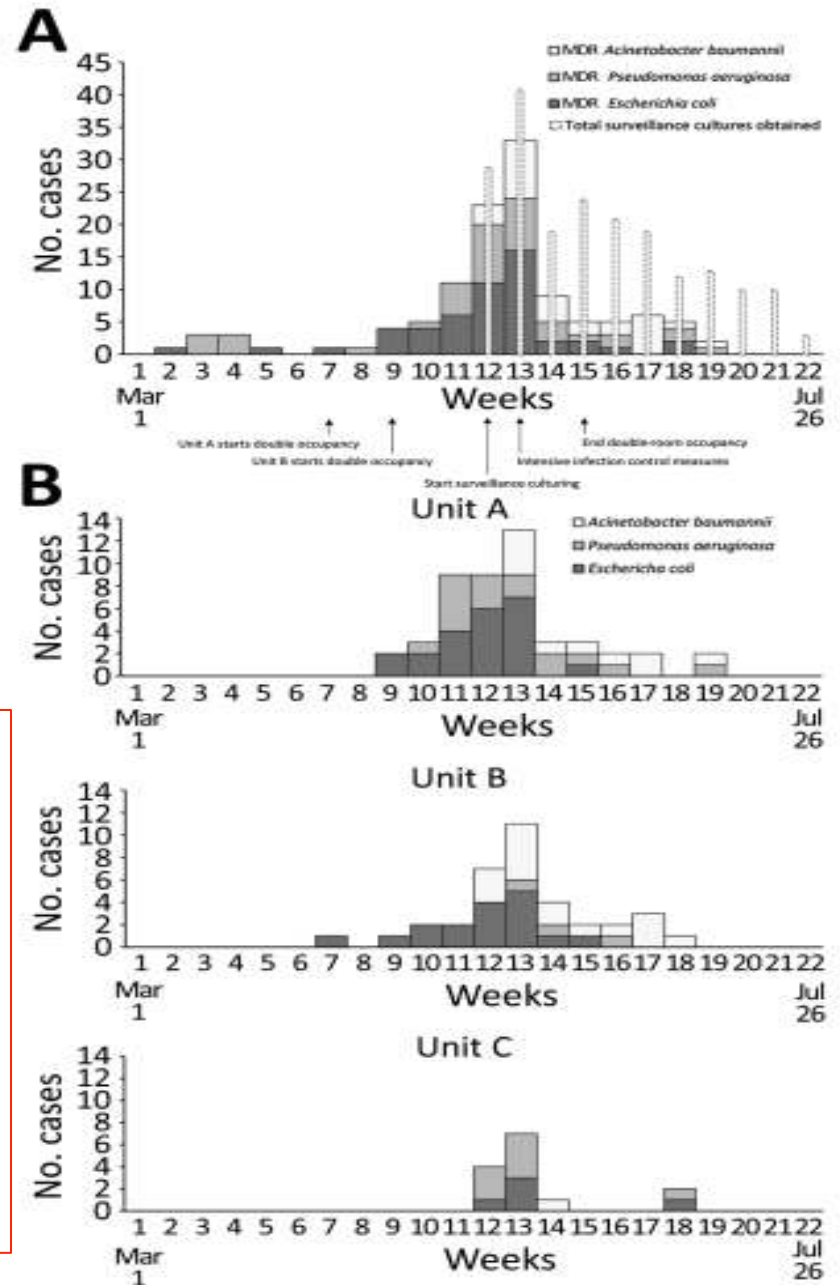 A
MDR Acinetobacter baumannii
MDR Pseudomonas aeruginosa
MDR Escherichia coli
Total surveillance cultures obtained
No. cases
45
40
35
30
25
20
15
10
5
0
1 2 3 4 5 6 7 8 9 10 11 12 13 14 15 16 17 18 19 20 21 22
Mar
1
Weeks
Jul
26
Unit A starts double occupancy
End double-room occupancy
Unit B starts double occupancy
Intensive infection control measures
Start surveillance culturing
B
Unit A
Acinetobacter baumannii
Pseudomonas aeruginosa
Eschericha coli
No. cases
14
12
10
8
6
4
2
0
1 2 3 4 5 6 7 8 9 10 11 12 13 14 15 16 17 18 19 20 21 22
Mar
1
Weeks
Jul
26
Unit B
No. cases
14
12
10
8
6
4
2
0
1 2 3 4 5 6 7 8 9 10 11 12 13 14 15 16 17 18 19 20 21 22
Mar
1
Weeks
Jul
26
Unit C
No. cases
14
12
10
8
6
4
2
0
1 2 3 4 5 6 7 8 9 10 11 12 13 14 15 16 17 18 19 20 21 22
Mar
1
Weeks
Jul
26